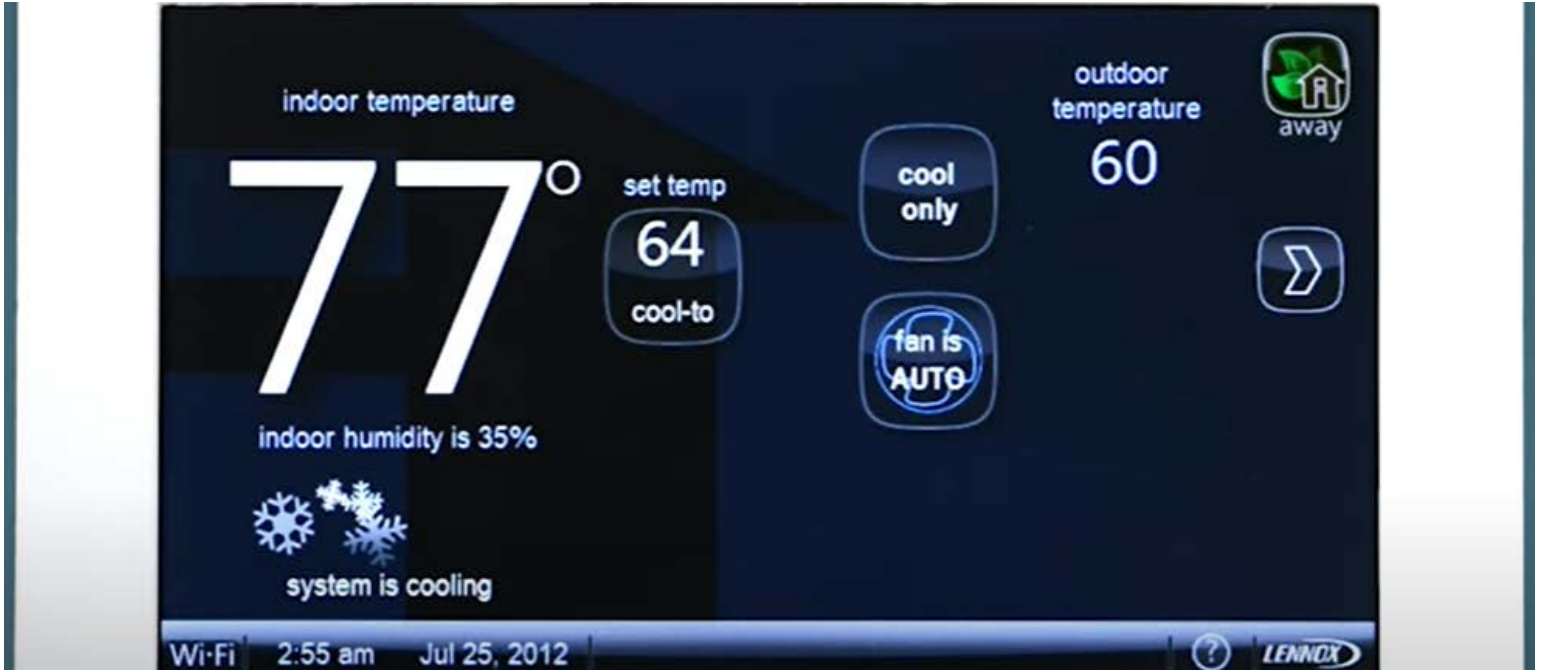 indoor temperature
77°
indoor humidity is 35%
system is cooling
set temp
64
cool-to
cool
only
fan is
AUTO
outdoor
temperature
60
away
Wi-Fi
2:55 am
Jul 25, 2012
?
LENNOX